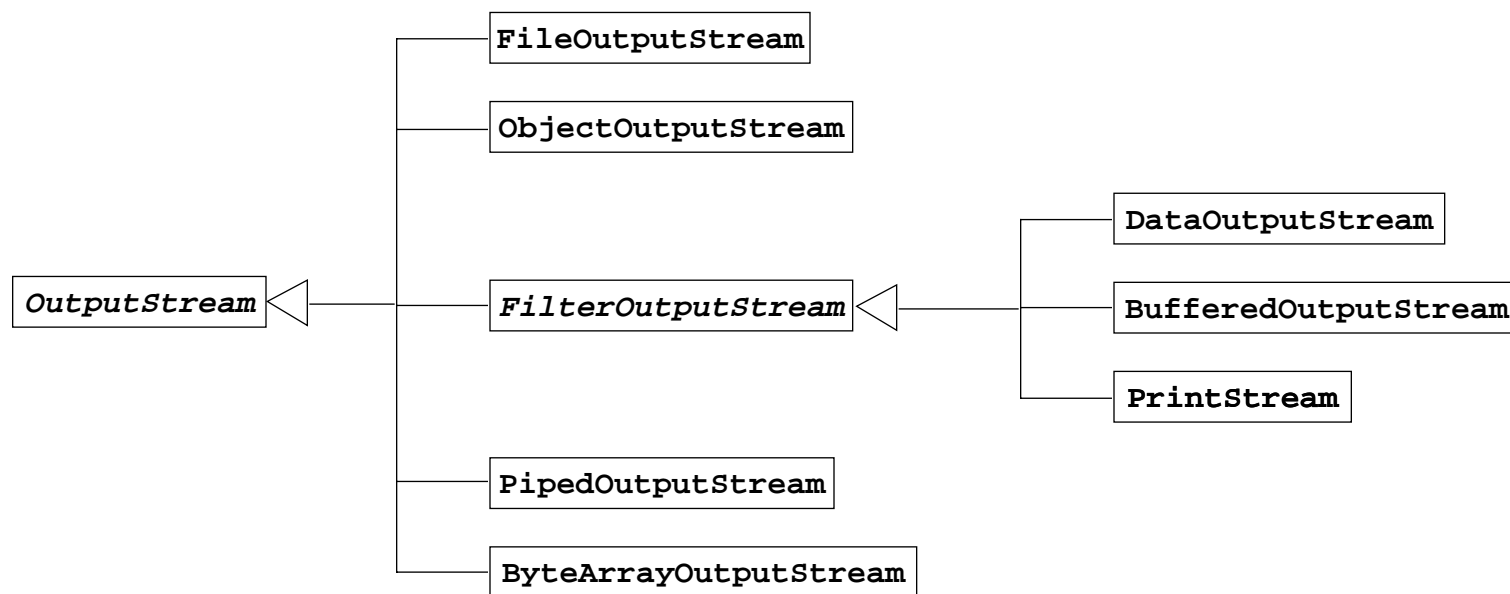 FileOutputStream
ObjectOutputStream
DataOutputStream
OutputStream
FilterOutputStream
BufferedOutputStream
PrintStream
PipedOutputStream
ByteArrayOutputStream